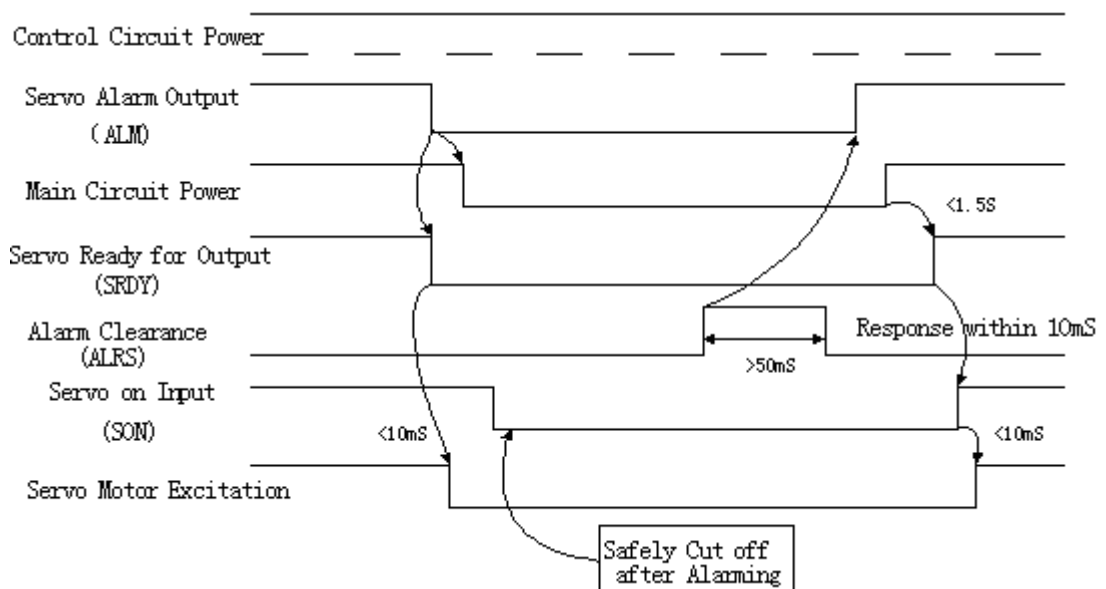 Control Circuit Power
Servo Alarm Output
(ALM)
Main Circuit Power
<1.5S
Servo Ready for Output
(SRDY)
Alarm Clearance
(ALRS)
Response within 10mS
>50mS
Servo on Input
(SON)
<10mS
<10mS
Servo Motor Excitation
Safely Cut off
after Alarming